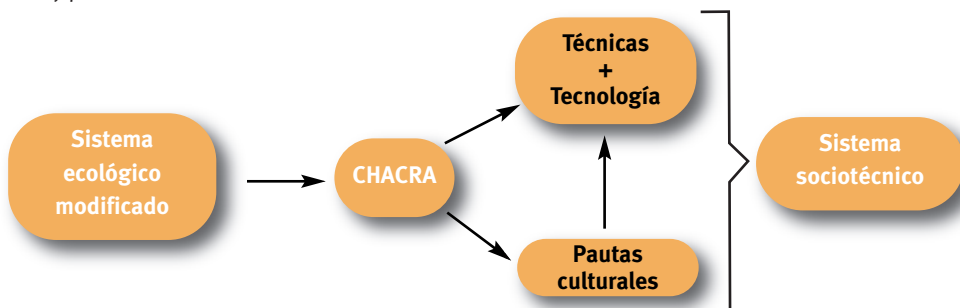 Sistema
ecológico
modificado
CHACRA
Técnicas
+
Tecnología
Pautas
culturales
Sistema
sociotécnico